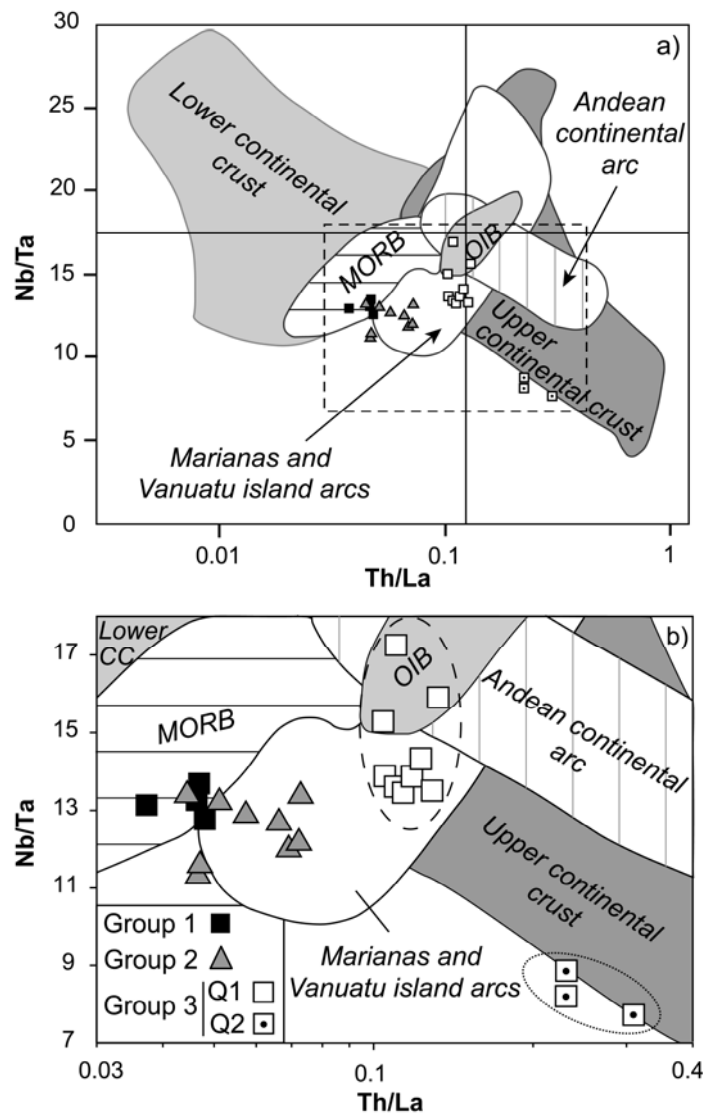 a)
30
25
20
15
10
5
0
Nb/Ta
Lower continental
crust
MORB
OIB
Andean
continental
arc
Upper
continental crust
Marianas and
Vanuatu island arcs
0.01
0.1
1
Th/La
b)
17
15
13
11
9
7
Nb/Ta
Lower
CC
MORB
OIB
Andean continental
arc
Upper continental
crust
Marianas and
Vanuatu island arcs
Group 1
Group 2
Group 3
Q1
Q2
0.03
0.1
0.4
Th/La